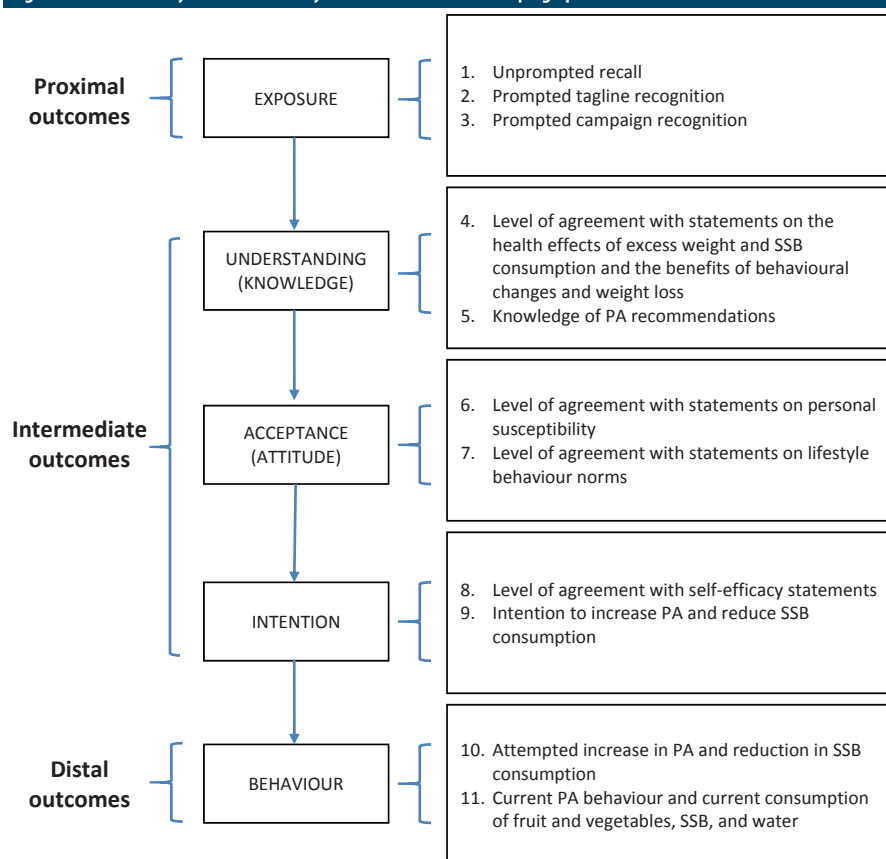 Proximal
outcomes
EXPOSURE
1. Unprompted recall
2. Prompted tagline recognition
3. Prompted campaign recognition
UNDERSTANDING
(KNOWLEDGE)
4. Level of agreement with statements on the
health effects of excess weight and SSB
consumption and the benefits of behavioural
changes and weight loss
5. Knowledge of PA recommendations
Intermediate
outcomes
ACCEPTANCE
(ATTITUDE)
6. Level of agreement with statements on personal
susceptibility
7. Level of agreement with statements on lifestyle
behaviour norms
INTENTION
8. Level of agreement with self-efficacy statements
9. Intention to increase PA and reduce SSB
consumption
Distal
outcomes
BEHAVIOUR
10. Attempted increase in PA and reduction in SSB
consumption
11. Current PA behaviour and current consumption
of fruit and vegetables, SSB, and water